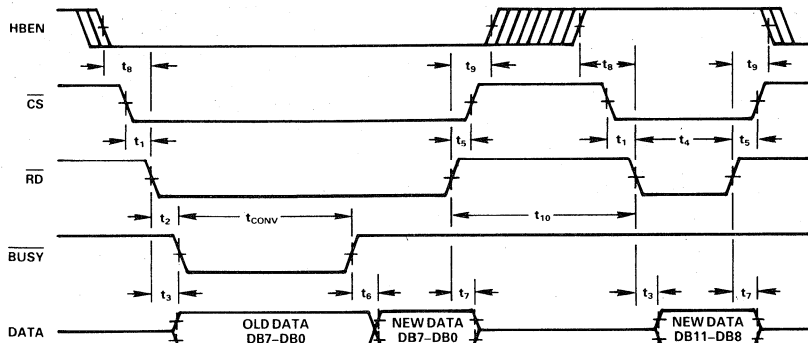 HBEN
t8 t9 t8 t9
CS
t1 t5 t1 t4 t5
RD
t2 tCONV t10
BUSY
t3 t6 t7 t3 t7
DATA
OLD DATA
DB7–DB0
NEW DATA
DB7–DB0
NEW DATA
DB11–DB8